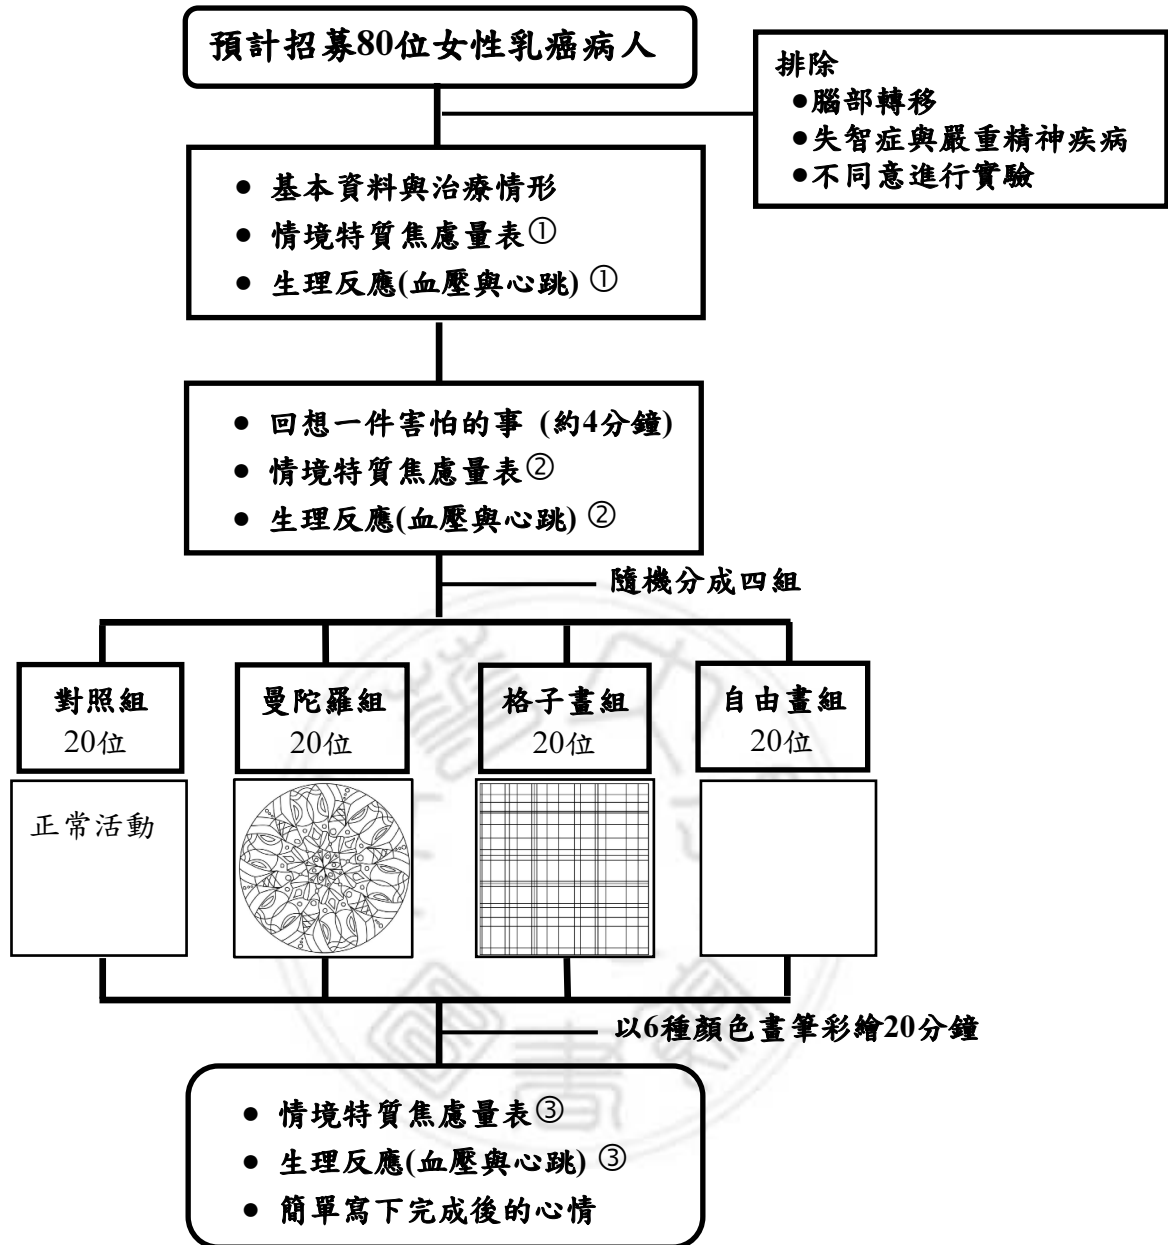 預計招募80位女性乳癌病人
排除
●腦部轉移
●失智症與嚴重精神疾病
●不同意進行實驗
● 基本資料與治療情形
● 情境特質焦慮量表①
● 生理反應(血壓與心跳) ①
● 回想一件害怕的事 (約4分鐘)
● 情境特質焦慮量表②
● 生理反應(血壓與心跳) ②
隨機分成四組
對照組
20位
曼陀羅組
20位
格子畫組
20位
自由畫組
20位
正常活動
以6種顏色畫筆彩繪20分鐘
● 情境特質焦慮量表③
● 生理反應(血壓與心跳) ③
● 簡單寫下完成後的心情